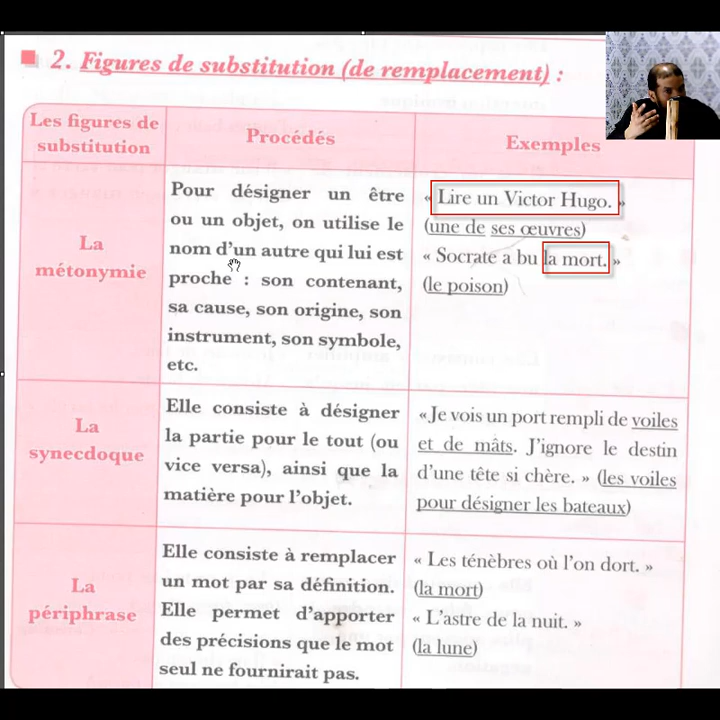 2. Figures de substitution (de remplacement) :
Les figures de
substitution
Procédés
Exemples
La
métonymie
Pour désigner un être
ou un objet, on utilise le
nom d'un autre qui lui est
proche : son contenant,
sa cause, son origine, son
instrument, son symbole,
etc.
« Lire un Victor Hugo. »
(une de ses œuvres)
« Socrate a bu la mort. »
(le poison)
La
synecdoque
Elle consiste à désigner
la partie pour le tout (ou
vice versa), ainsi que la
matière pour l'objet.
«Je vois un port rempli de voiles
et de mâts. J'ignore le destin
d'une tête si chère. » (les voiles
pour désigner les bateaux)
La
périphrase
Elle consiste à remplacer
un mot par sa définition.
Elle permet d'apporter
des précisions que le mot
seul ne fournirait pas.
« Les ténèbres où l'on dort. »
(la mort)
« L'astre de la nuit. »
(la lune)